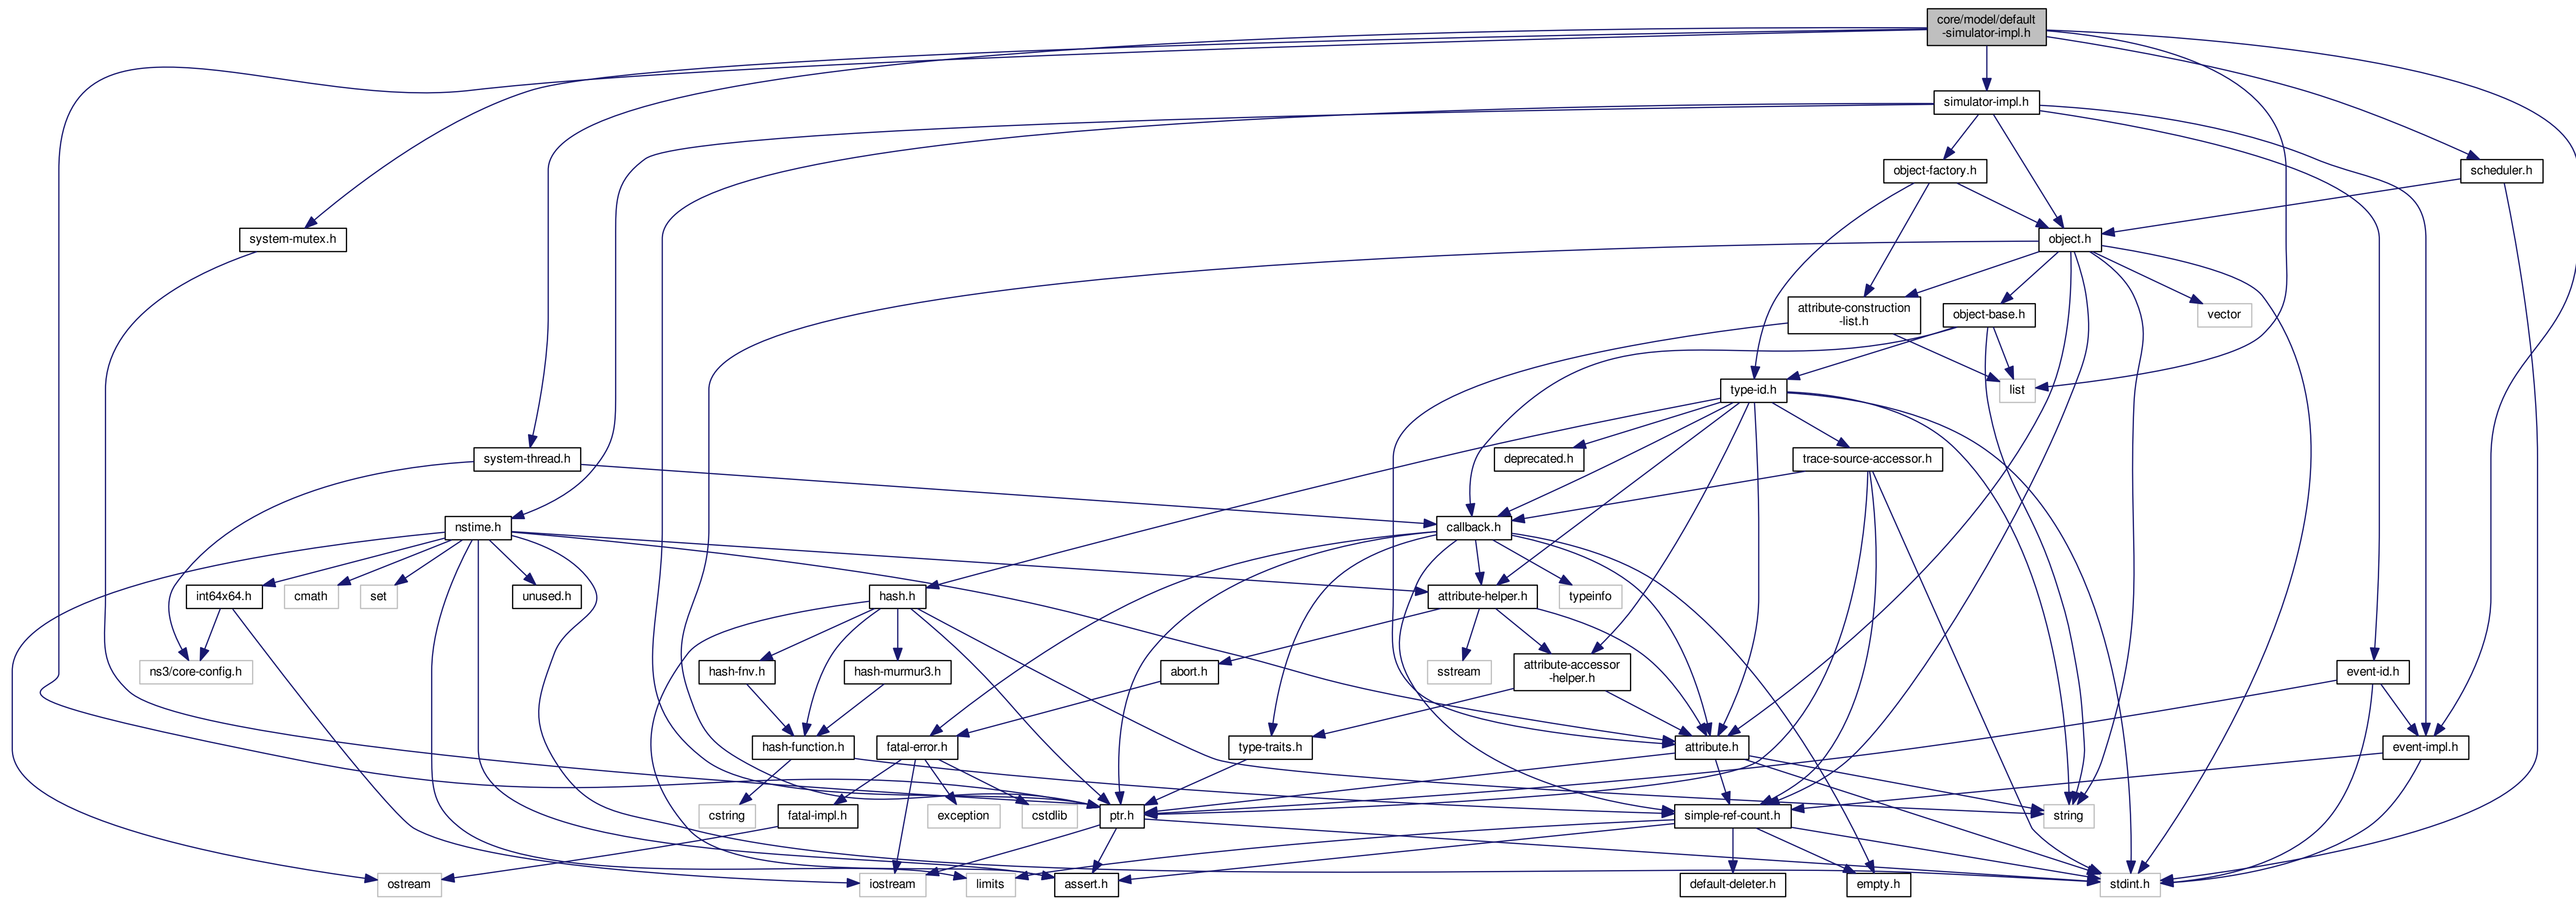 core/model/default
-simulator-impl.h
simulator-impl.h
object-factory.h
scheduler.h
system-mutex.h
object.h
attribute-construction
-list.h
object-base.h
vector
type-id.h
list
system-thread.h
deprecated.h
trace-source-accessor.h
nstime.h
callback.h
int64x64.h
cmath
set
unused.h
hash.h
attribute-helper.h
typeinfo
ns3/core-config.h
hash-fnv.h
hash-murmur3.h
abort.h
sstream
attribute-accessor
-helper.h
event-id.h
hash-function.h
fatal-error.h
type-traits.h
attribute.h
event-impl.h
cstring
fatal-impl.h
exception
cstdlib
ptr.h
simple-ref-count.h
string
ostream
iostream
limits
assert.h
default-deleter.h
empty.h
stdint.h